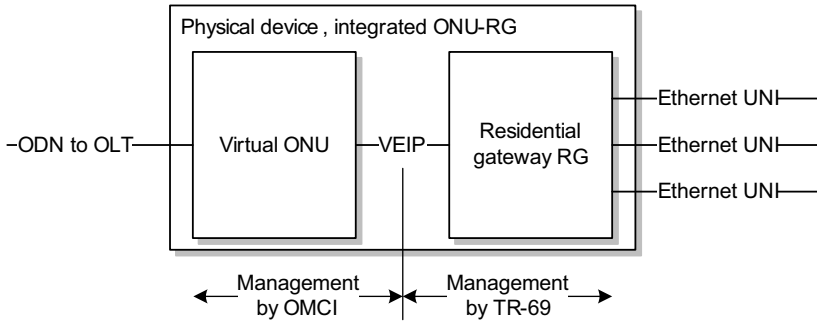 Physical device , integrated ONU-RG
Ethernet UNI
ODN to OLT
Virtual ONU
VEIP
Residential
gateway RG
Ethernet UNI
Ethernet UNI
Management
by OMCI
Management
by TR-69